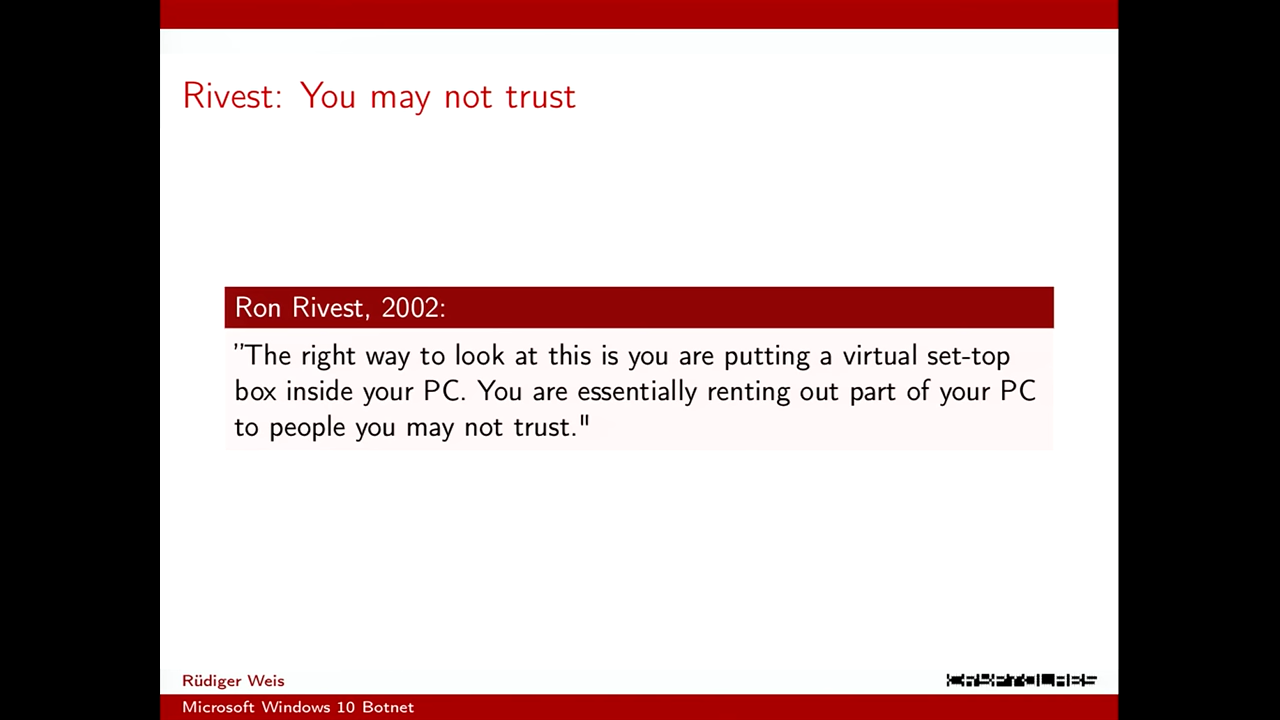 Rivest: You may not trust
Ron Rivest, 2002:
”The right way to look at this is you are putting a virtual set-top
box inside your PC. You are essentially renting out part of your PC
to people you may not trust."
Rüdiger Weis
CRYPTOLABS
Microsoft Windows 10 Botnet